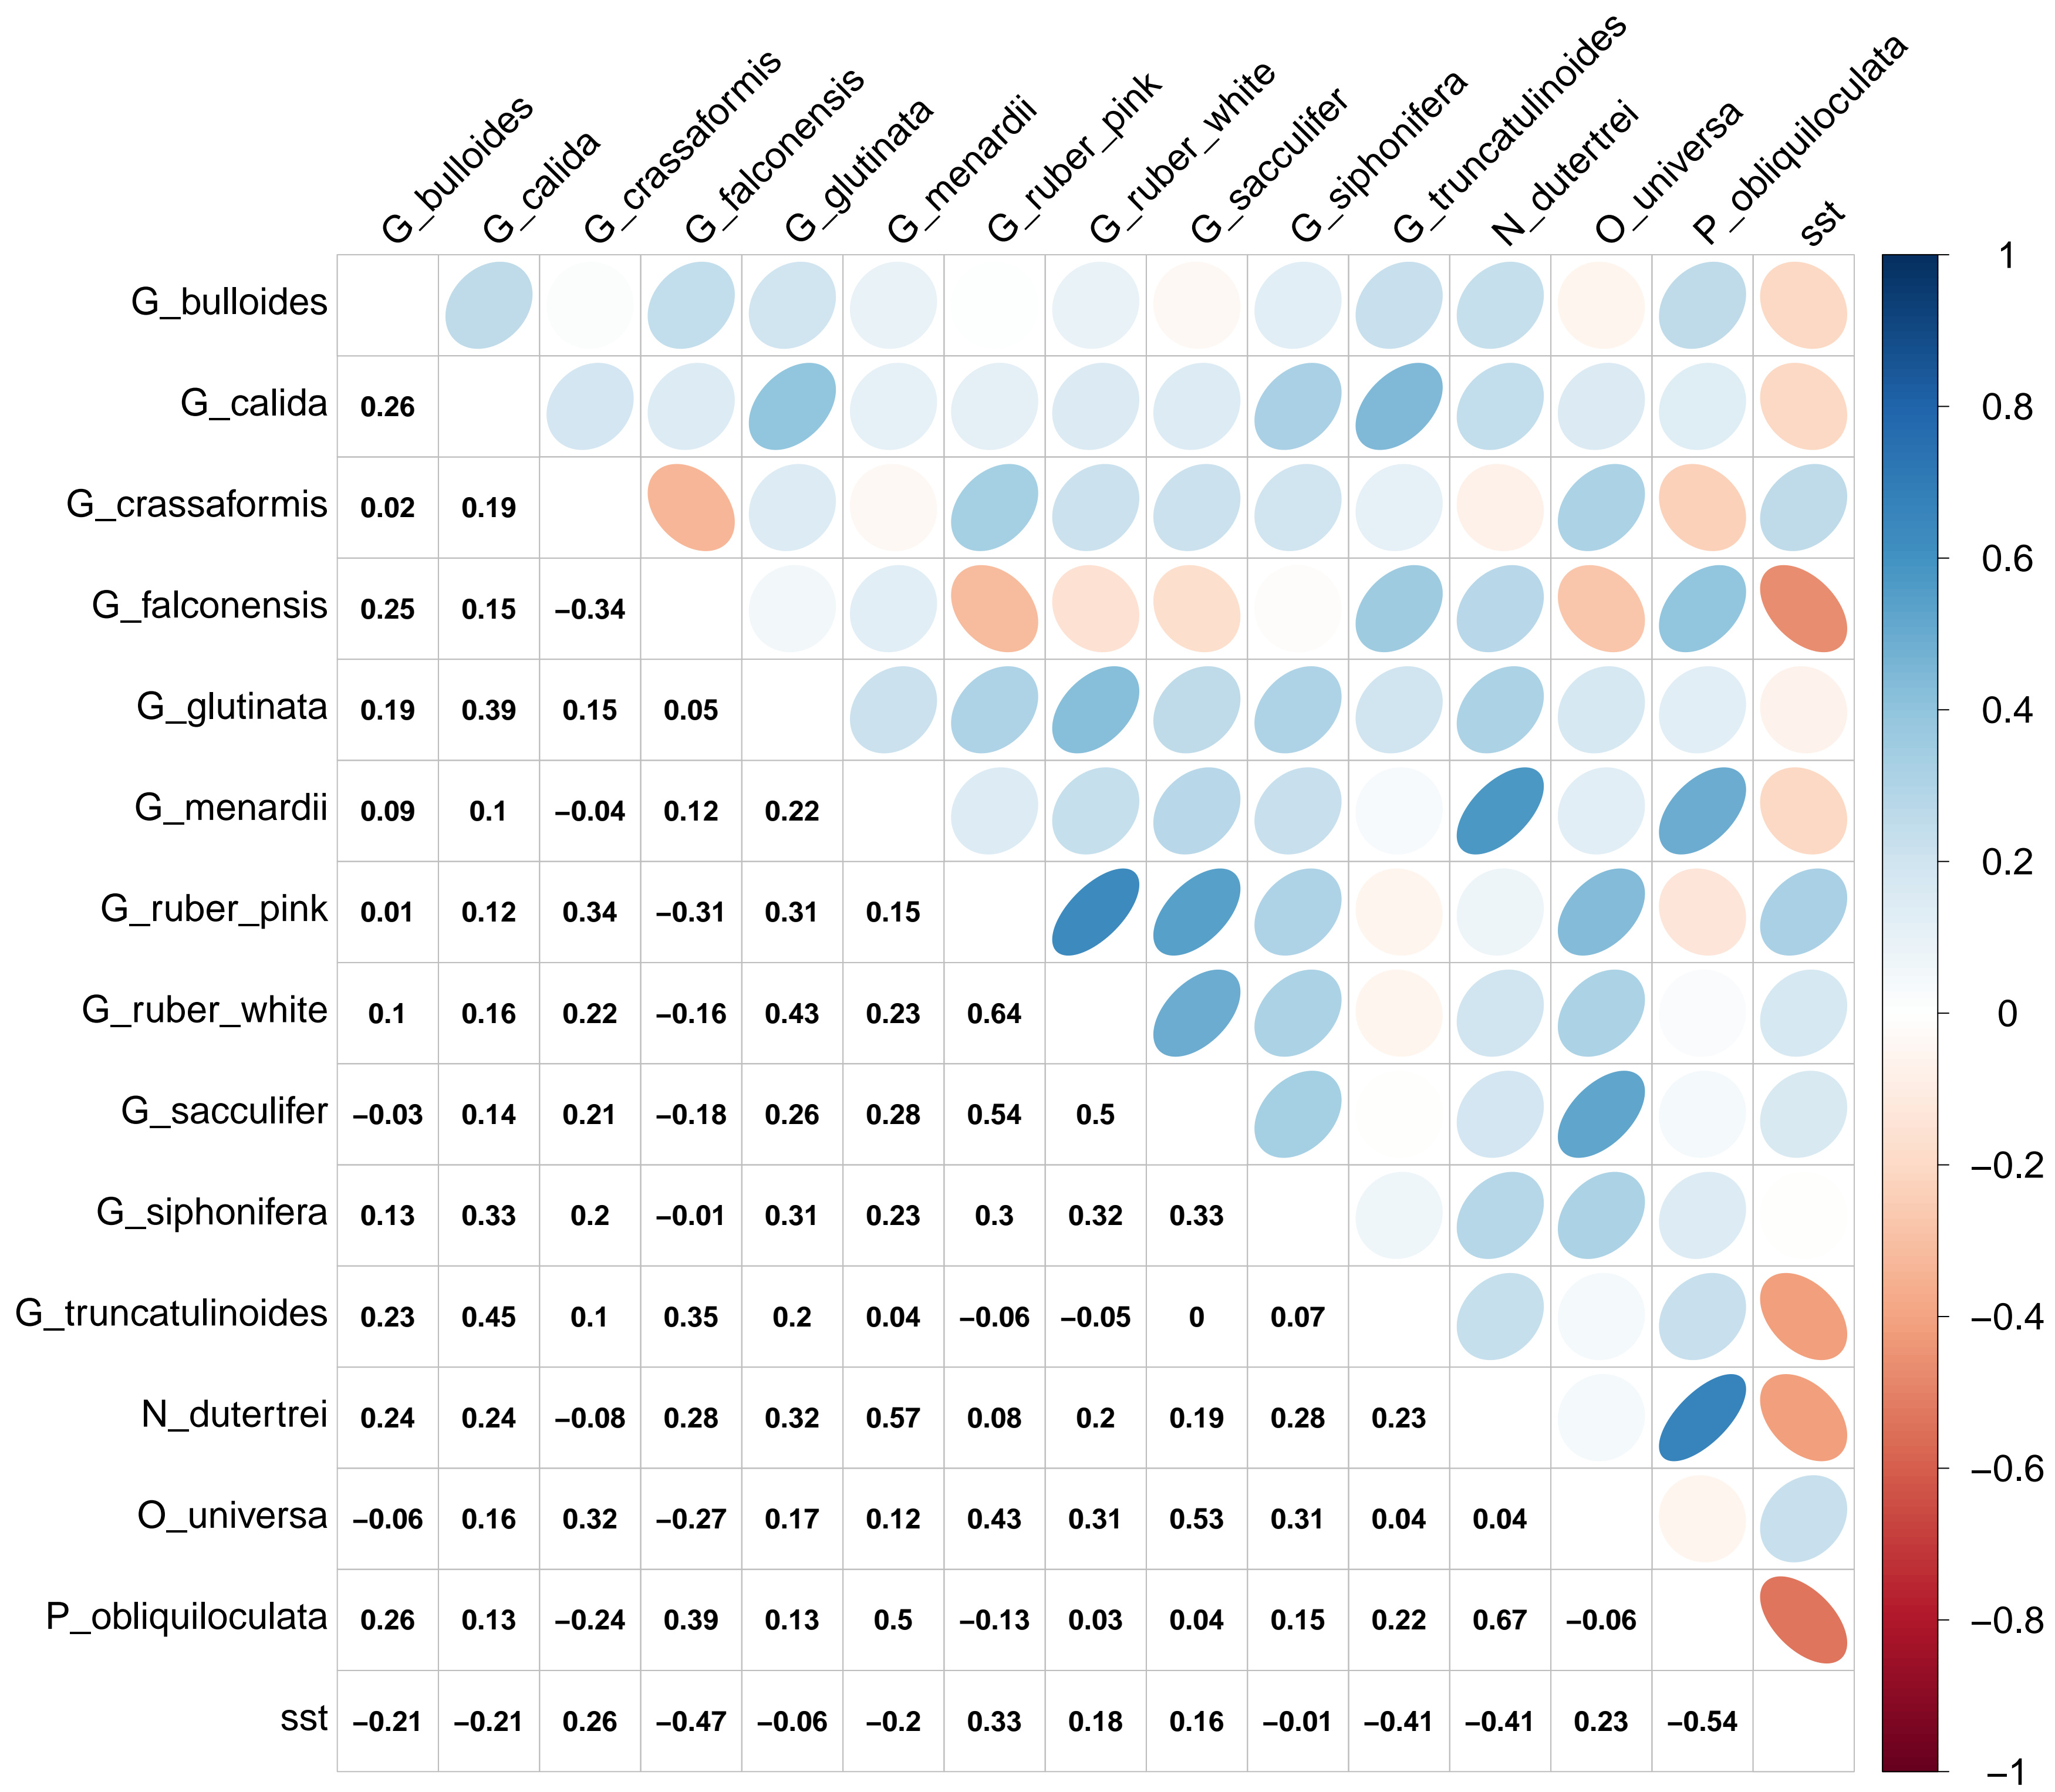 G_bulloides G_calida G_crassaformis G_falconensis G_glutinata G_menardii G_ruber_pink G_ruber_white G_sacculifer G_siphonifera G_truncatulinoides N_dutertrei O_universa P_obliquiloculata sst
G_bulloides
G_calida 0.26
G_crassaformis 0.02 0.19
G_falconensis 0.25 0.15 −0.34
G_glutinata 0.19 0.39 0.15 0.05
G_menardii 0.09 0.1 −0.04 0.12 0.22
G_ruber_pink 0.01 0.12 0.34 −0.31 0.31 0.15
G_ruber_white 0.1 0.16 0.22 −0.16 0.43 0.23 0.64
G_sacculifer −0.03 0.14 0.21 −0.18 0.26 0.28 0.54 0.5
G_siphonifera 0.13 0.33 0.2 −0.01 0.31 0.23 0.3 0.32 0.33
G_truncatulinoides 0.23 0.45 0.1 0.35 0.2 0.04 −0.06 −0.05 0 0.07
N_dutertrei 0.24 0.24 −0.08 0.28 0.32 0.57 0.08 0.2 0.19 0.28 0.23
O_universa −0.06 0.16 0.32 −0.27 0.17 0.12 0.43 0.31 0.53 0.31 0.04 0.04
P_obliquiloculata 0.26 0.13 −0.24 0.39 0.13 0.5 −0.13 0.03 0.04 0.15 0.22 0.67 −0.06
sst −0.21 −0.21 0.26 −0.47 −0.06 −0.2 0.33 0.18 0.16 −0.01 −0.41 −0.41 0.23 −0.54
1
0.8
0.6
0.4
0.2
0
−0.2
−0.4
−0.6
−0.8
−1